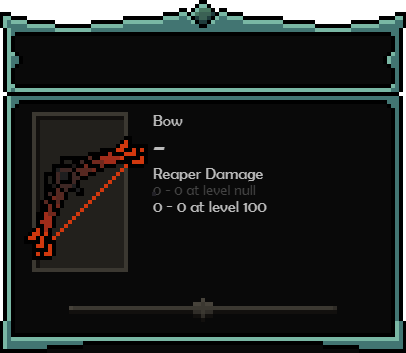 Bow
–
Reaper Damage
0 - 0 at level null
0 - 0 at level 100